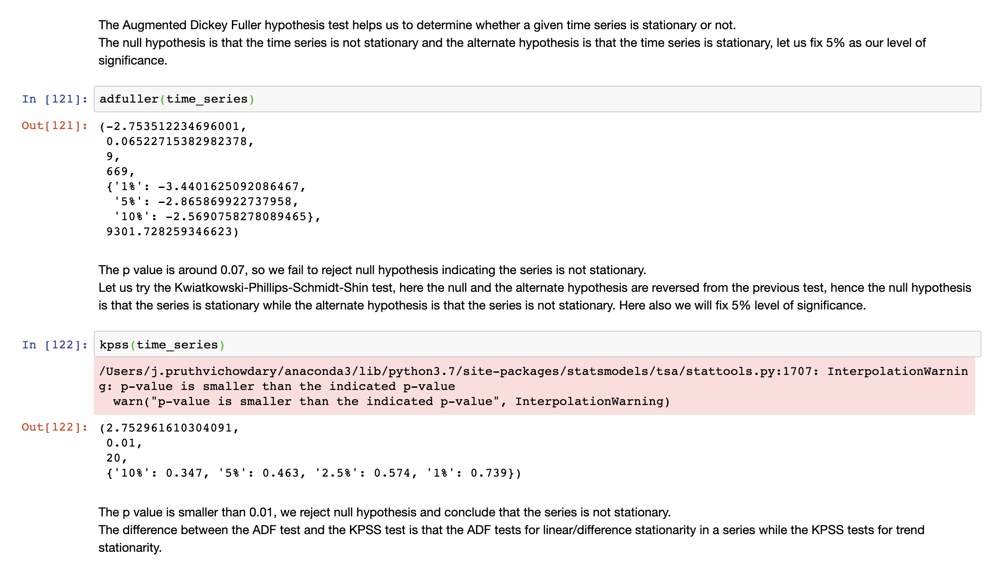 The Augmented Dickey Fuller hypothesis test helps us to determine whether a given time series is stationary or not.
The null hypothesis is that the time series is not stationary and the alternate hypothesis is that the time series is stationary, let us fix 5% as our level of
significance.
In [121]: adfuller(time_series)
Out[121]: (-2.753512234696001,
0.06522715382982378,
9,
669,
{'1%': -3.4401625092086467,
'5%': -2.865869922737958,
'10%': -2.5690758278089465},
9301.728259346623)
The p value is around 0.07, so we fail to reject null hypothesis indicating the series is not stationary.
Let us try the Kwiatkowski-Phillips-Schmidt-Shin test, here the null and the alternate hypothesis are reversed from the previous test, hence the null hypothesis
is that the series is stationary while the alternate hypothesis is that the series is not stationary. Here also we will fix 5% level of significance.
In [122]: kpss(time_series)
/Users/j.pruthvichowdary/anaconda3/lib/python3.7/site-packages/statsmodels/tsa/stattools.py:1707: InterpolationWarnin
g: p-value is smaller than the indicated p-value
warn("p-value is smaller than the indicated p-value", InterpolationWarning)
Out[122]: (2.752961610304091,
0.01,
20,
{'10%': 0.347, '5%': 0.463, '2.5%': 0.574, '1%': 0.739})
The p value is smaller than 0.01, we reject null hypothesis and conclude that the series is not stationary.
The difference between the ADF test and the KPSS test is that the ADF tests for linear/difference stationarity in a series while the KPSS tests for trend
stationarity.